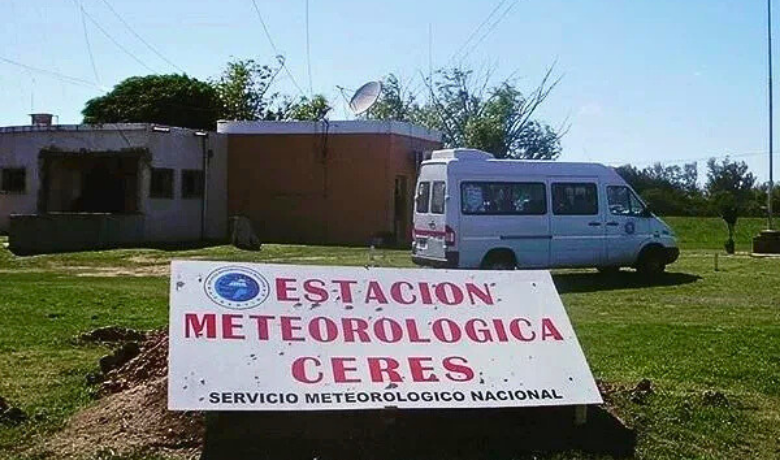 ESTACION
METEOROLOGICA
CERES
SERVICIO METEOROLOGICO NACIONAL